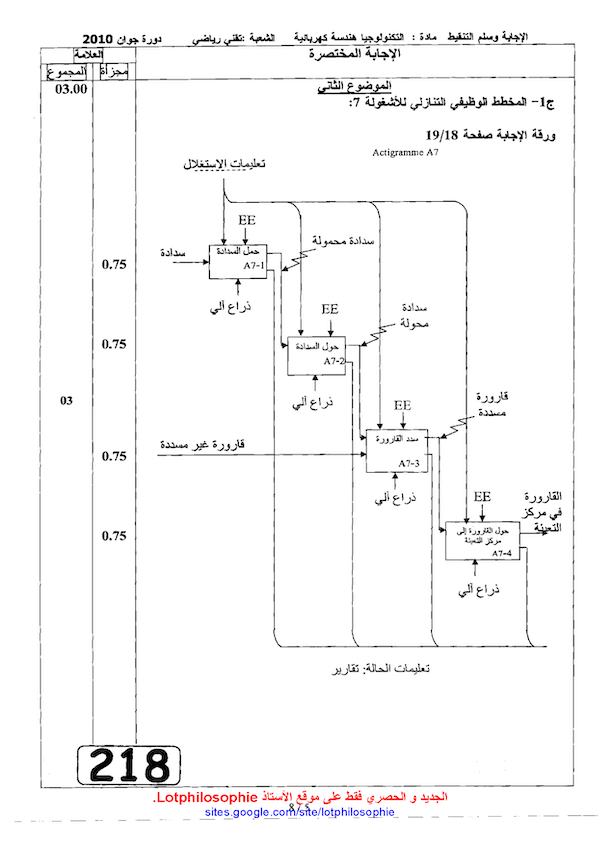 الإجابة وسلم التنقيط مادة : التكنولوجيا هندسة كهربائية الشعبة :تقني رياضي دورة جوان 2010
العلامة
الإجابة المختصرة
المجموع
مجزأة
03.00
الموضوع الثاني
ج1- المخطط الوظيفي التنازلي للأشغولة 7:
ورقة الإجابة صفحة 19/18
Actigramme A7
تعليمات الإستغلال
EE
سدادة محمولة
سدادة
حمل السدادة
A7-1
0.75
ذراع آلي
EE
سدادة
محولة
0.75
حول السدادة
A7-2
ذراع آلي
03
EE
قارورة
مسددة
قارورة غير مسددة
سدد القارورة
A7-3
0.75
ذراع آلي
EE
القارورة
في مركز
التعبئة
حول القارورة إلى
مركز التعبئة
A7-4
0.75
ذراع آلي
تعليمات الحالة: تقارير
218
الجديد و الحصري فقط على موقع الأستاذ Lotphilosophie.
sites.google.com/site/lotphilosophie